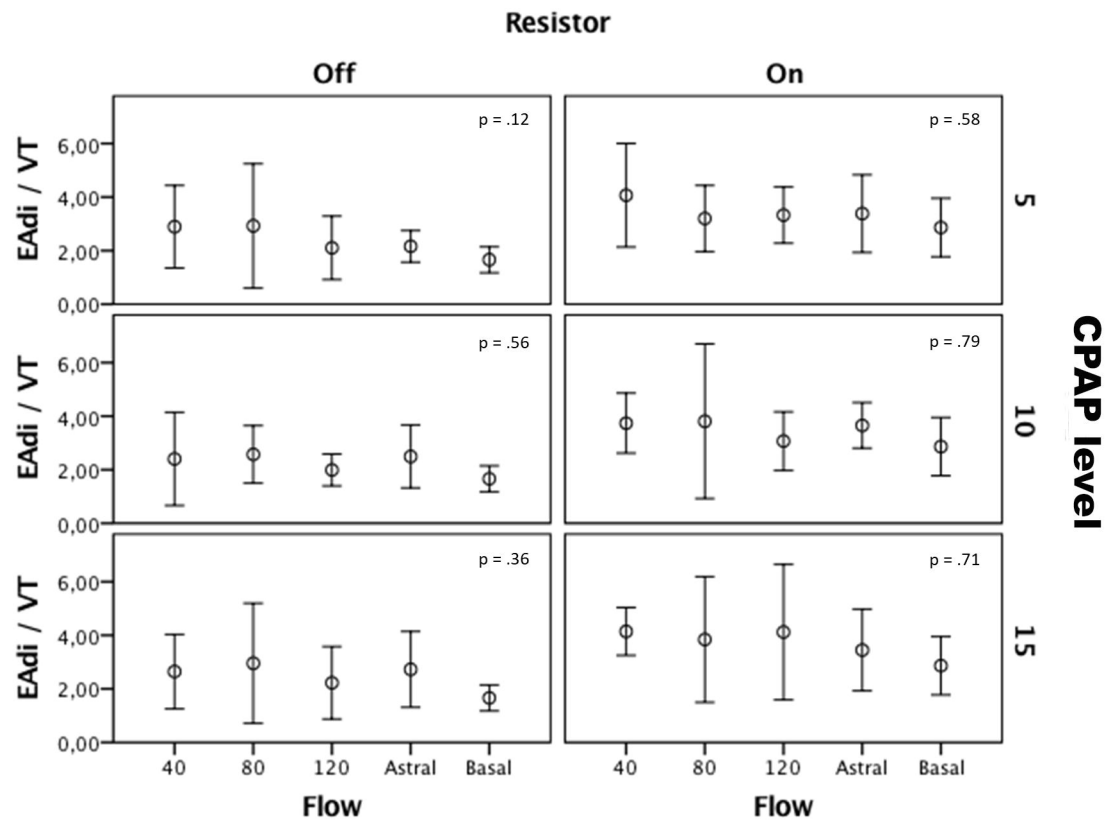 Resistor
Off On
p = .12 p = .58
EAdi / VT
6,00
4,00
2,00
0,00
5
p = .56 p = .79
EAdi / VT
6,00
4,00
2,00
0,00
10
CPAP level
p = .36 p = .71
EAdi / VT
6,00
4,00
2,00
0,00
15
40 80 120 Astral Basal 40 80 120 Astral Basal
Flow Flow